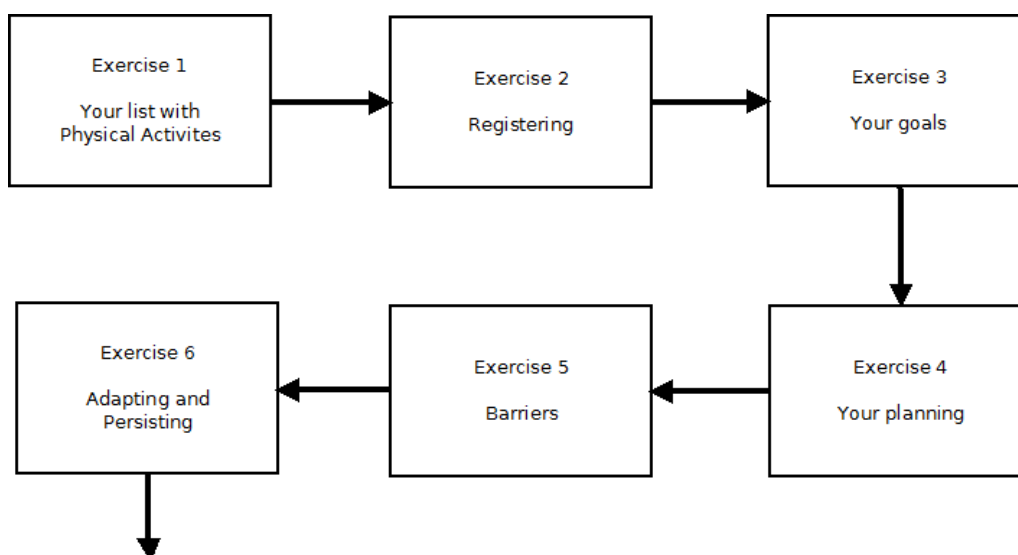 Exercise 1
Your list with
Physical Activites
Exercise 2
Registering
Exercise 3
Your goals
Exercise 4
Your planning
Exercise 5
Barriers
Exercise 6
Adapting and
Persisting